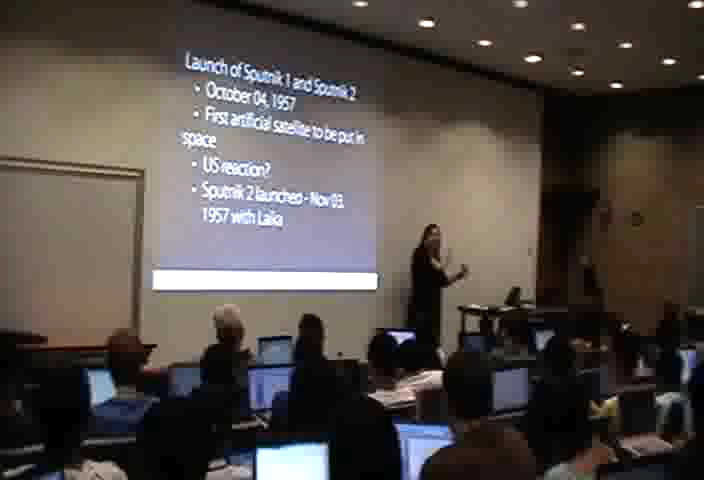 Launch of Sputnik 1 and Sputnik 2
• October 04, 1957
• First artificial satellite to be put in
space
• US reaction?
• Sputnik 2 launched - Nov 03,
1957 with Laika